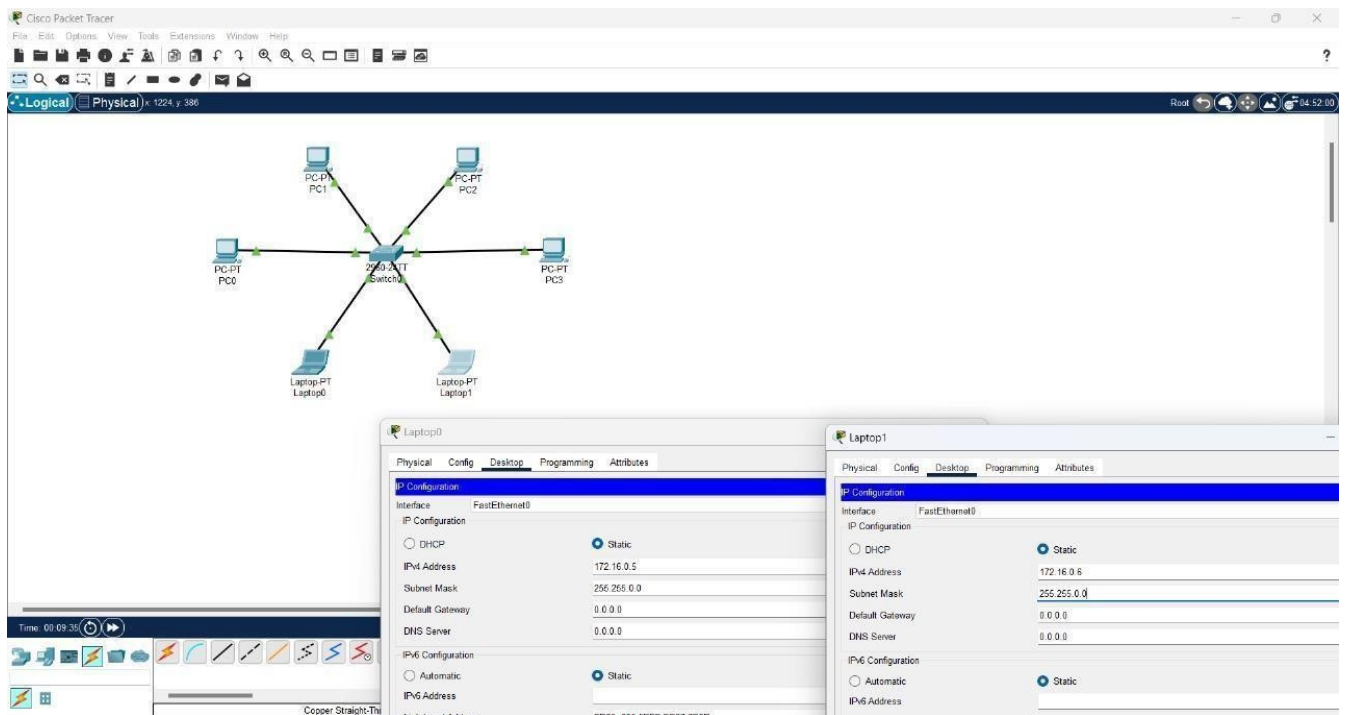 Cisco Packet Tracer
File Edit Options View Tools Extensions Window Help
?
Logical Physical x: 1224, y: 386 Root 04:52:00
PC-PT
PC1
PC-PT
PC2
PC-PT
PC0
2960-24TT
Switch0
PC-PT
PC3
Laptop-PT
Laptop0
Laptop-PT
Laptop1
Laptop0
Physical Config Desktop Programming Attributes
IP Configuration
Interface FastEthernet0
IP Configuration
DHCP Static
IPv4 Address 172.16.0.5
Subnet Mask 255.255.0.0
Default Gateway 0.0.0.0
DNS Server 0.0.0.0
IPv6 Configuration
Automatic Static
IPv6 Address
Laptop1
Physical Config Desktop Programming Attributes
IP Configuration
Interface FastEthernet0
IP Configuration
DHCP Static
IPv4 Address 172.16.0.6
Subnet Mask 255.255.0.0
Default Gateway 0.0.0.0
DNS Server 0.0.0.0
IPv6 Configuration
Automatic Static
IPv6 Address
Time: 00:09:35
Copper Straight-Th